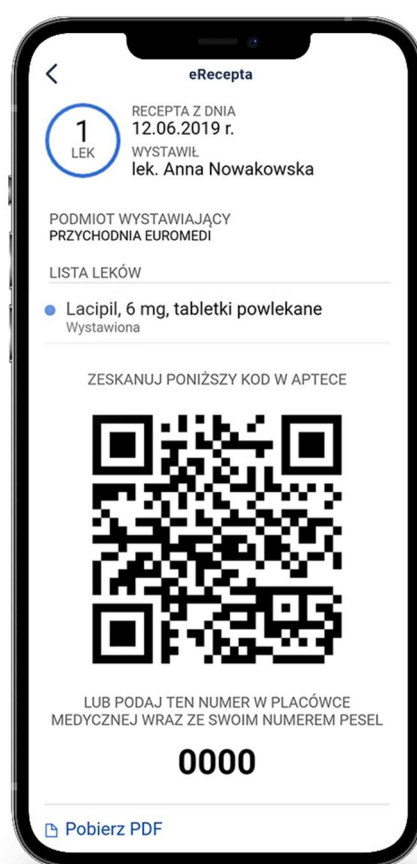 eRecepta
1
LEK
RECEPTA Z DNIA
12.06.2019 r.
WYSTAWIŁ
lek. Anna Nowakowska
PODMIOT WYSTAWIAJĄCY
PRZYCHODNIA EUROMEDI
LISTA LEKÓW
Lacipil, 6 mg, tabletki powlekane
Wystawiona
ZESKANUJ PONIŻSZY KOD W APTECE
LUB PODAJ TEN NUMER W PLACÓWCE
MEDYCZNEJ WRAZ ZE SWOIM NUMEREM PESEL
0000
Pobierz PDF